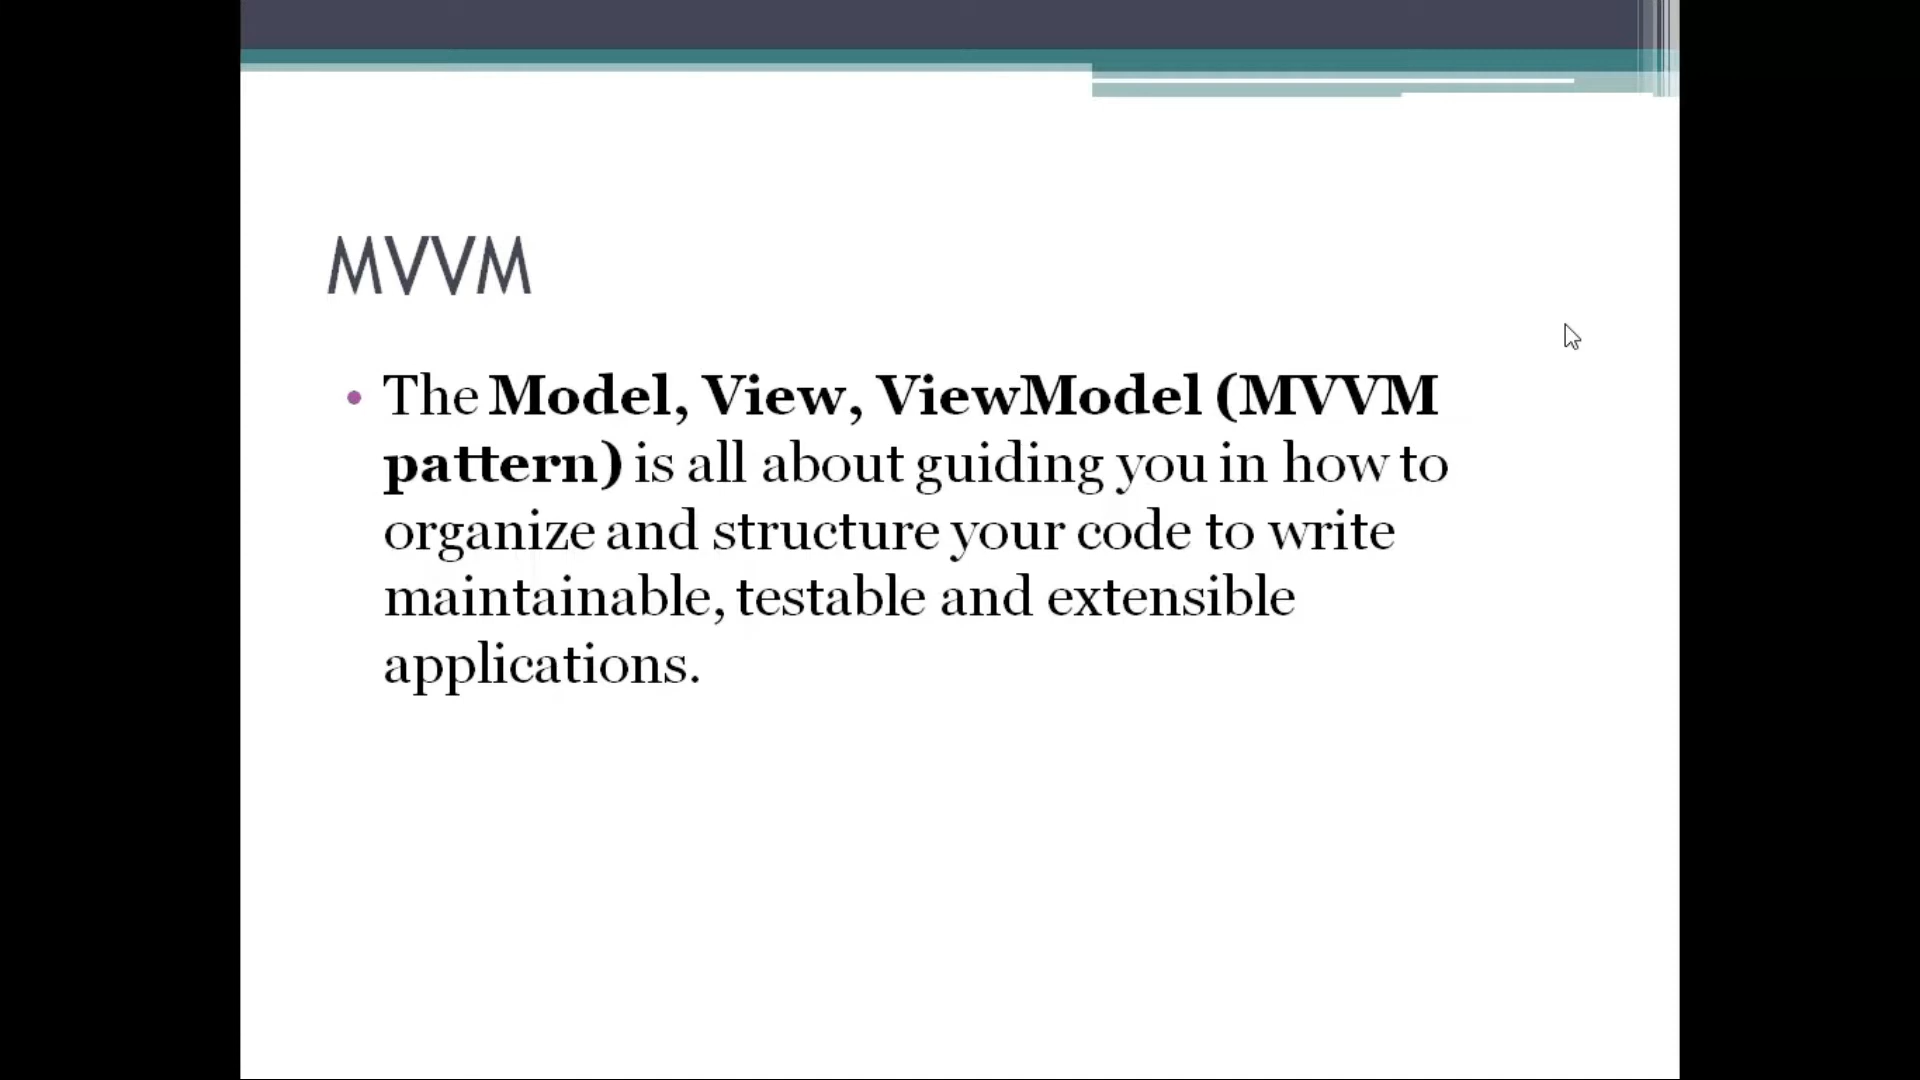 MVVM
• The Model, View, ViewModel (MVVM
pattern) is all about guiding you in how to
organize and structure your code to write
maintainable, testable and extensible
applications.